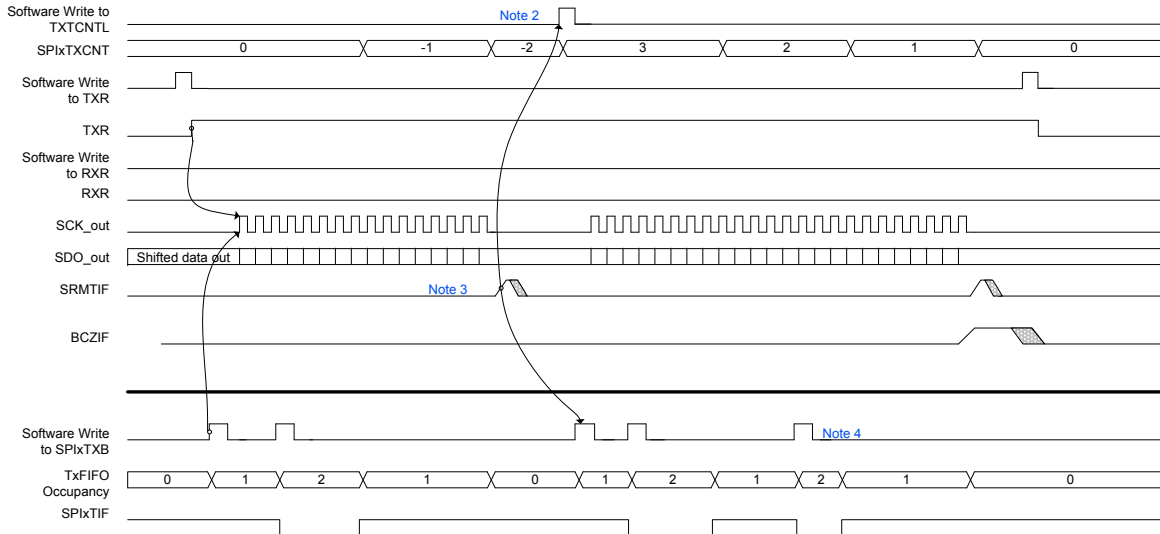 Software Write to
TXTCNTL
Note 2
SPIxTXCNT
0 -1 -2 3 2 1 0
Software Write
to TXR
TXR
Software Write
to RXR
RXR
SCK_out
SDO_out
Shifted data out
SRMTIF
Note 3
BCZIF
Software Write
to SPIxTXB
Note 4
TxFIFO
Occupancy
0 1 2 1 0 1 2 1 2 1 0
SPIxTIF